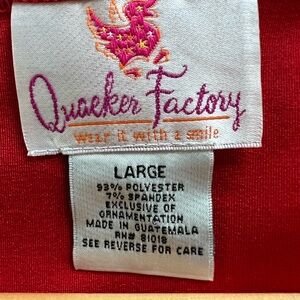 Quacker Factory
wear it with a smile
LARGE
93% POLYESTER
7% SPANDEX
EXCLUSIVE OF
ORNAMENTATION
MADE IN GUATEMALA
RN# 81018
SEE REVERSE FOR CARE